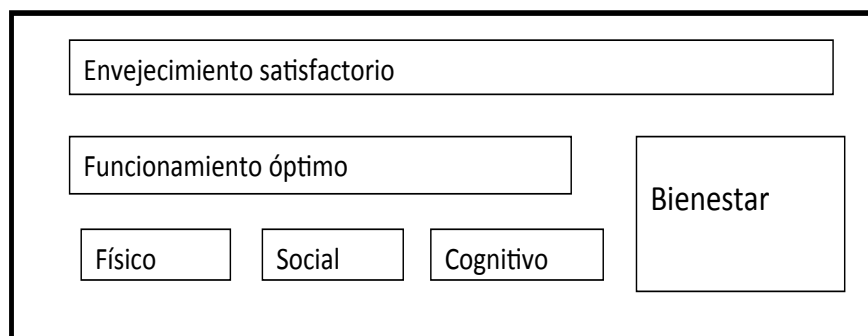 Envejecimiento satisfactorio
Funcionamiento óptimo
Bienestar
Físico
Social
Cognitivo